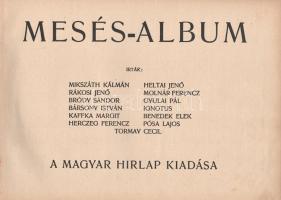 MESÉS-ALBUM
IRTÁK:
MIKSZÁTH KÁLMÁN
RÁKOSI JENŐ
BRÓDY SÁNDOR
BÁRSONY ISTVÁN
KAFFKA MARGIT
HERCZEG FERENCZ
HELTAI JENŐ
MOLNÁR FERENCZ
GYULAI PÁL
IGNOTUS
BENEDEK ELEK
PÓSA LAJOS
TORMAY CECIL
A MAGYAR HIRLAP KIADÁSA